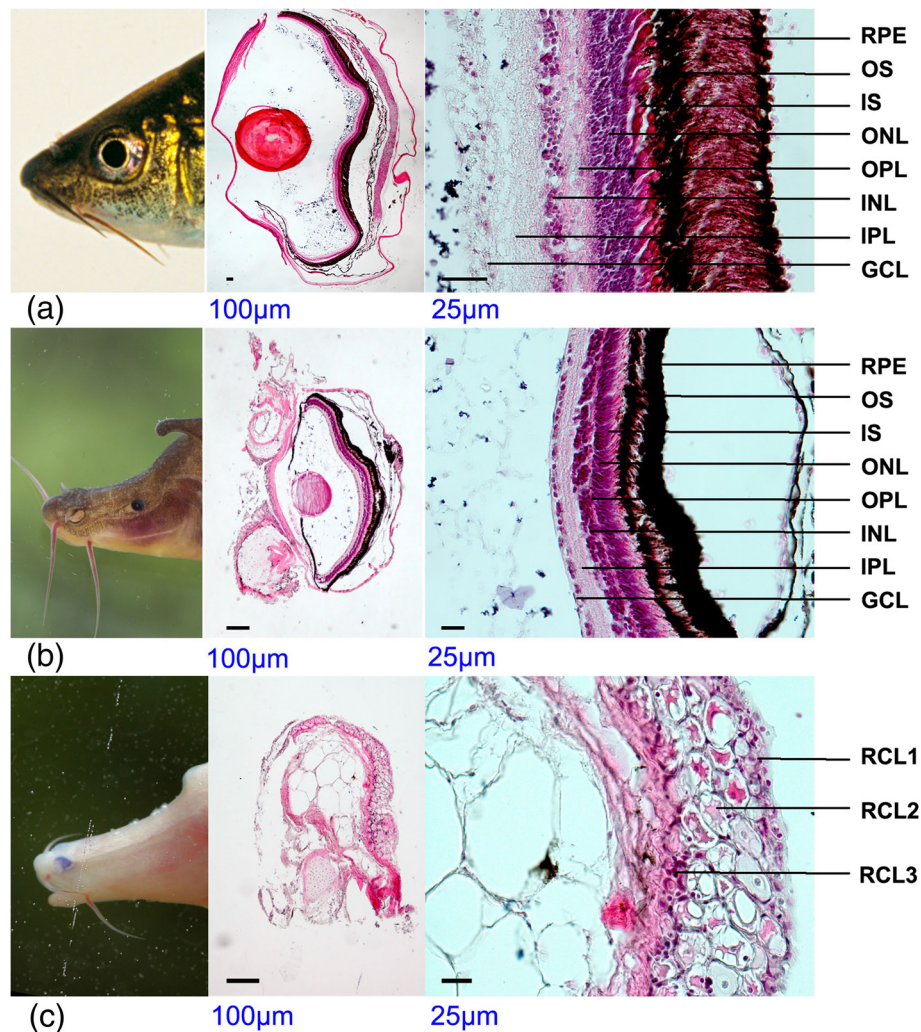 RPE
OS
IS
ONL
OPL
INL
IPL
GCL
(a)
100µm
25µm
RPE
OS
IS
ONL
OPL
INL
IPL
GCL
(b)
100µm
25µm
RCL1
RCL2
RCL3
(c)
100µm
25µm